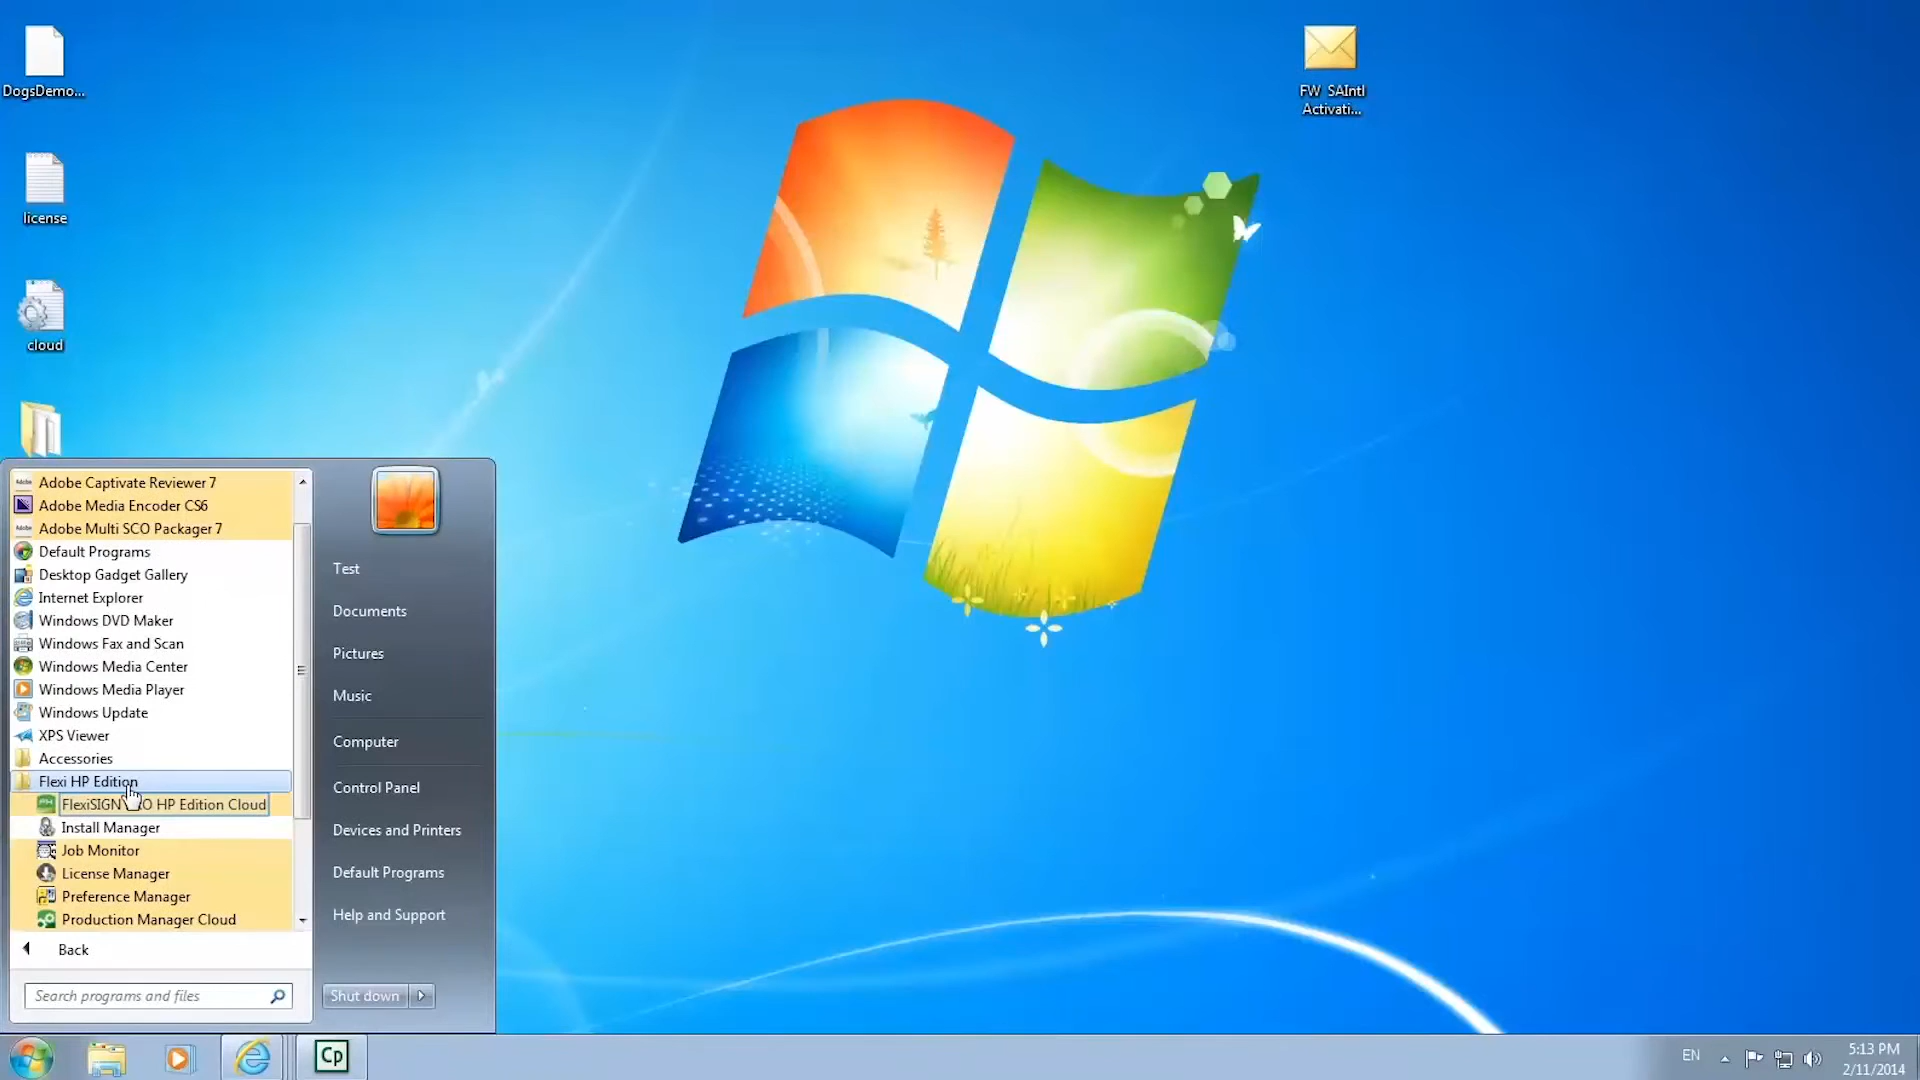 DogsDemo...
license
cloud
FW_SAIntl
Activati...
Adobe Captivate Reviewer 7
Adobe Media Encoder CS6
Adobe Multi SCO Packager 7
Default Programs
Desktop Gadget Gallery
Internet Explorer
Windows DVD Maker
Windows Fax and Scan
Windows Media Center
Windows Media Player
Windows Update
XPS Viewer
Accessories
Flexi HP Edition
FlexiSIGN O HP Edition Cloud
Install Manager
Job Monitor
License Manager
Preference Manager
Production Manager Cloud
Back
Search programs and files
Test
Documents
Pictures
Music
Computer
Control Panel
Devices and Printers
Default Programs
Help and Support
Shut down
Cp
EN
5:13 PM
2/11/2014